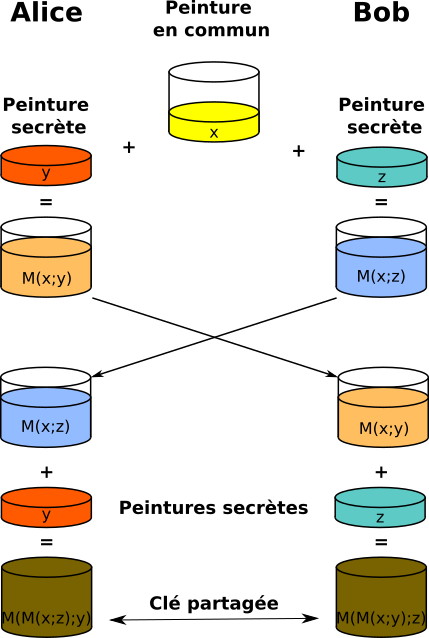 Alice
Peinture
en commun
Bob
Peinture
secrète
x
Peinture
secrète
+
+
y
z
=
=
M(x;y)
M(x;z)
M(x;z)
M(x;y)
+
+
y
Peintures secrètes
z
=
=
Clé partagée
M(M(x;z);y)
M(M(x;y);z)